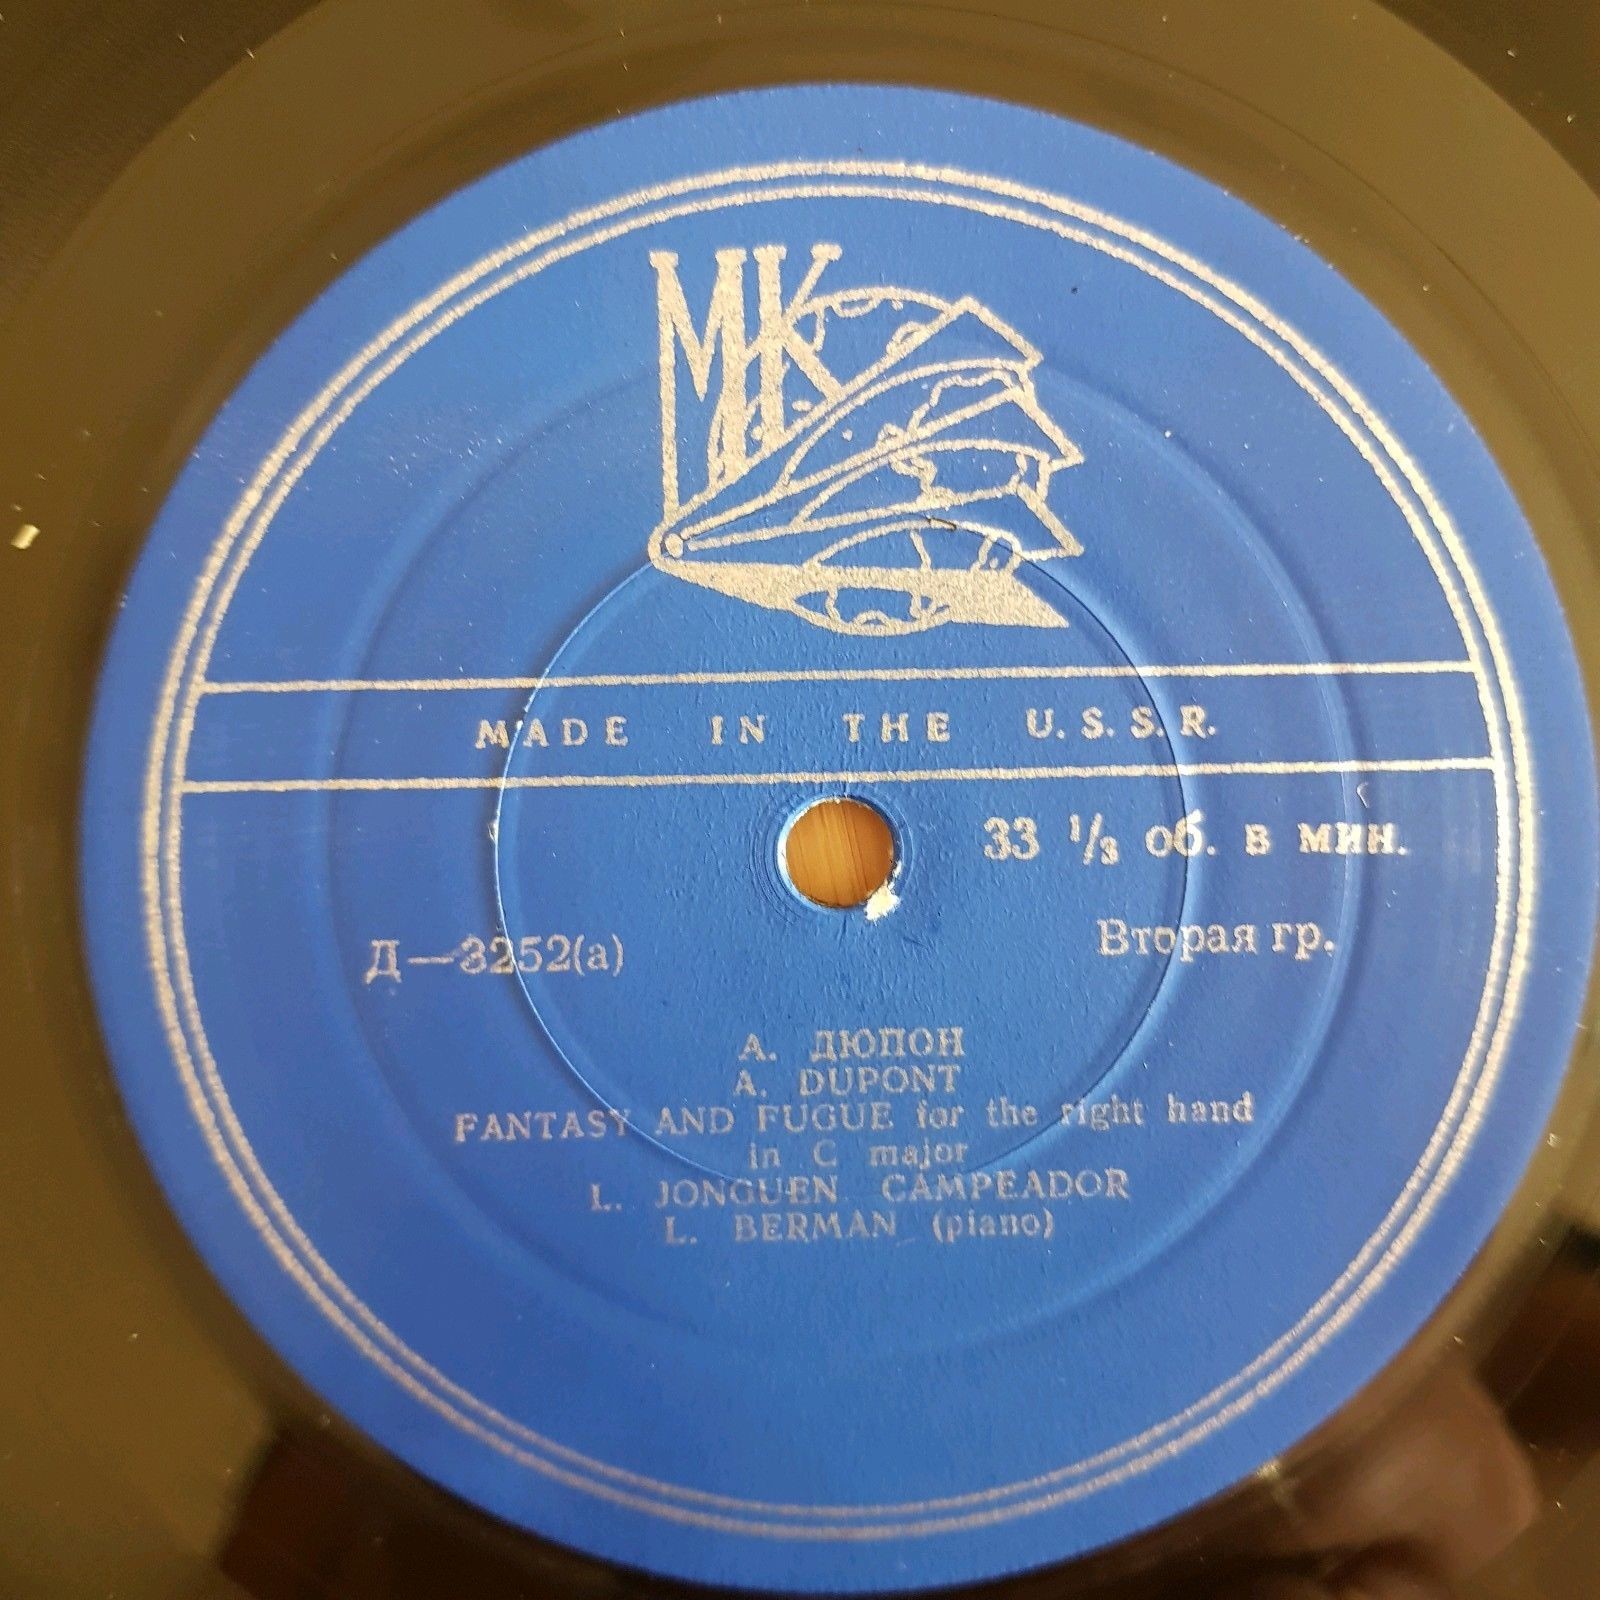 МК
MADE IN THE U.S.S.R.
33 1/3 об. в мин.
Д—3252(а)
Вторая гр.
А. ДЮПОН
A. DUPONT
FANTASY AND FUGUE for the right hand
in C major
L. JONGUEN CAMPEADOR
L. BERMAN (piano)